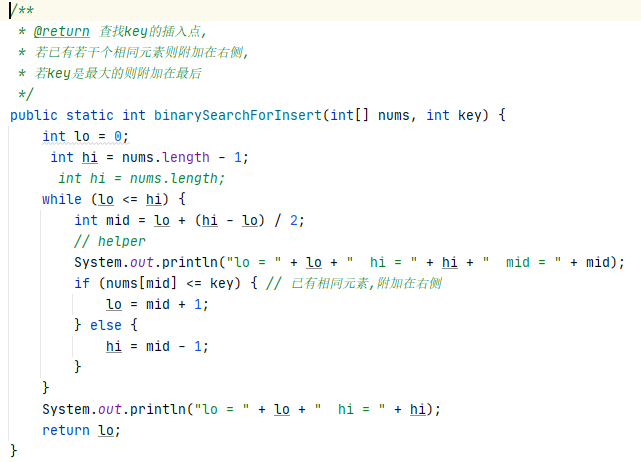 /**
 * @return 查找key的插入点,
 * 若已有若干个相同元素则附加在右侧,
 * 若key是最大的则附加在最后
 */
public static int binarySearchForInsert(int[] nums, int key) {
    int lo = 0;
     int hi = nums.length - 1;
      int hi = nums.length;
    while (lo <= hi) {
        int mid = lo + (hi - lo) / 2;
        // helper
        System.out.println("lo = " + lo + "  hi = " + hi + "  mid = " + mid);
        if (nums[mid] <= key) { // 已有相同元素,附加在右侧
            lo = mid + 1;
        } else {
            hi = mid - 1;
        }
    }
    System.out.println("lo = " + lo + "  hi = " + hi);
    return lo;
}